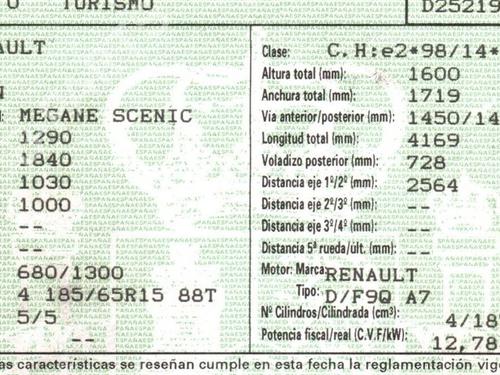 O TURISMO D25219
AULT Clase: C.H:e2*98/14*
Altura total (mm): 1600
Anchura total (mm): 1719
MEGANE SCENIC Via anterior/posterior (mm): 1450/14
1290 Longitud total (mm): 4169
1840 Voladizo posterior (mm): 728
1030 Distancia eje 1º/2º (mm): 2564
1000 Distancia eje 2º/3º (mm): --
-- Distancia eje 3º/4º (mm): --
-- Distancia 5ª rueda/últ. (mm): --
680/1300 Motor: Marca: RENAULT
4 185/65R15 88T Tipo: D/F9Q A7
5/5 Nº Cilindros/Cilindrada (cm³): 4/18
-- Potencia fiscal/real (C.V.F/kW): 12,78
as características se reseñan cumple en esta fecha la reglamentación vig